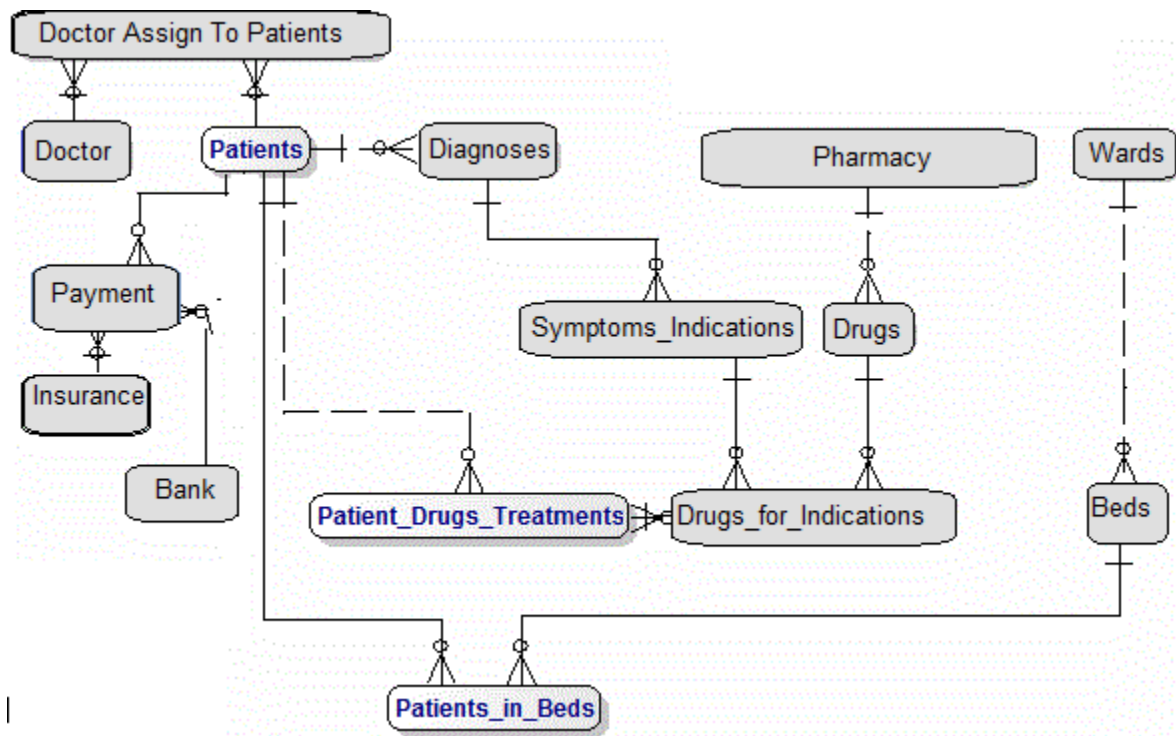 Doctor Assign To Patients
Doctor
Patients
Diagnoses
Pharmacy
Wards
Payment
Symptoms_Indications
Drugs
Insurance
Bank
Patient_Drugs_Treatments
Drugs_for_Indications
Beds
Patients_in_Beds